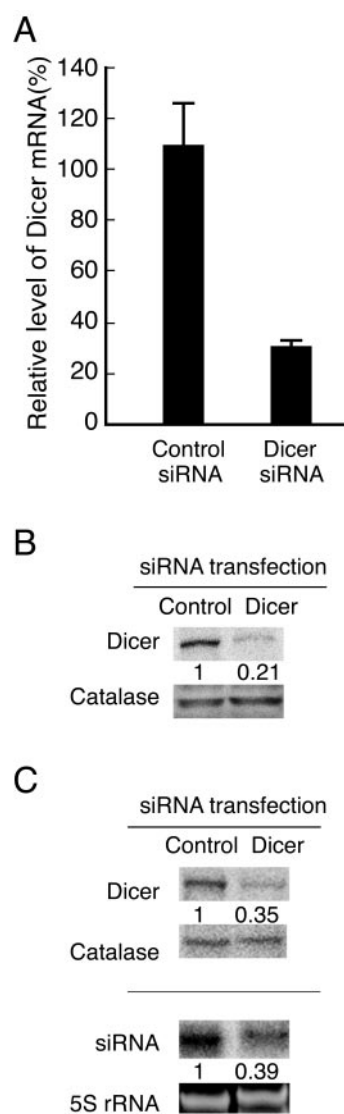 A
Relative level of Dicer mRNA(%)
140
120
100
80
60
40
20
0
Control siRNA
Dicer siRNA
B
siRNA transfection
Control Dicer
Dicer
1 0.21
Catalase
C
siRNA transfection
Control Dicer
Dicer
1 0.35
Catalase
siRNA
1 0.39
5S rRNA